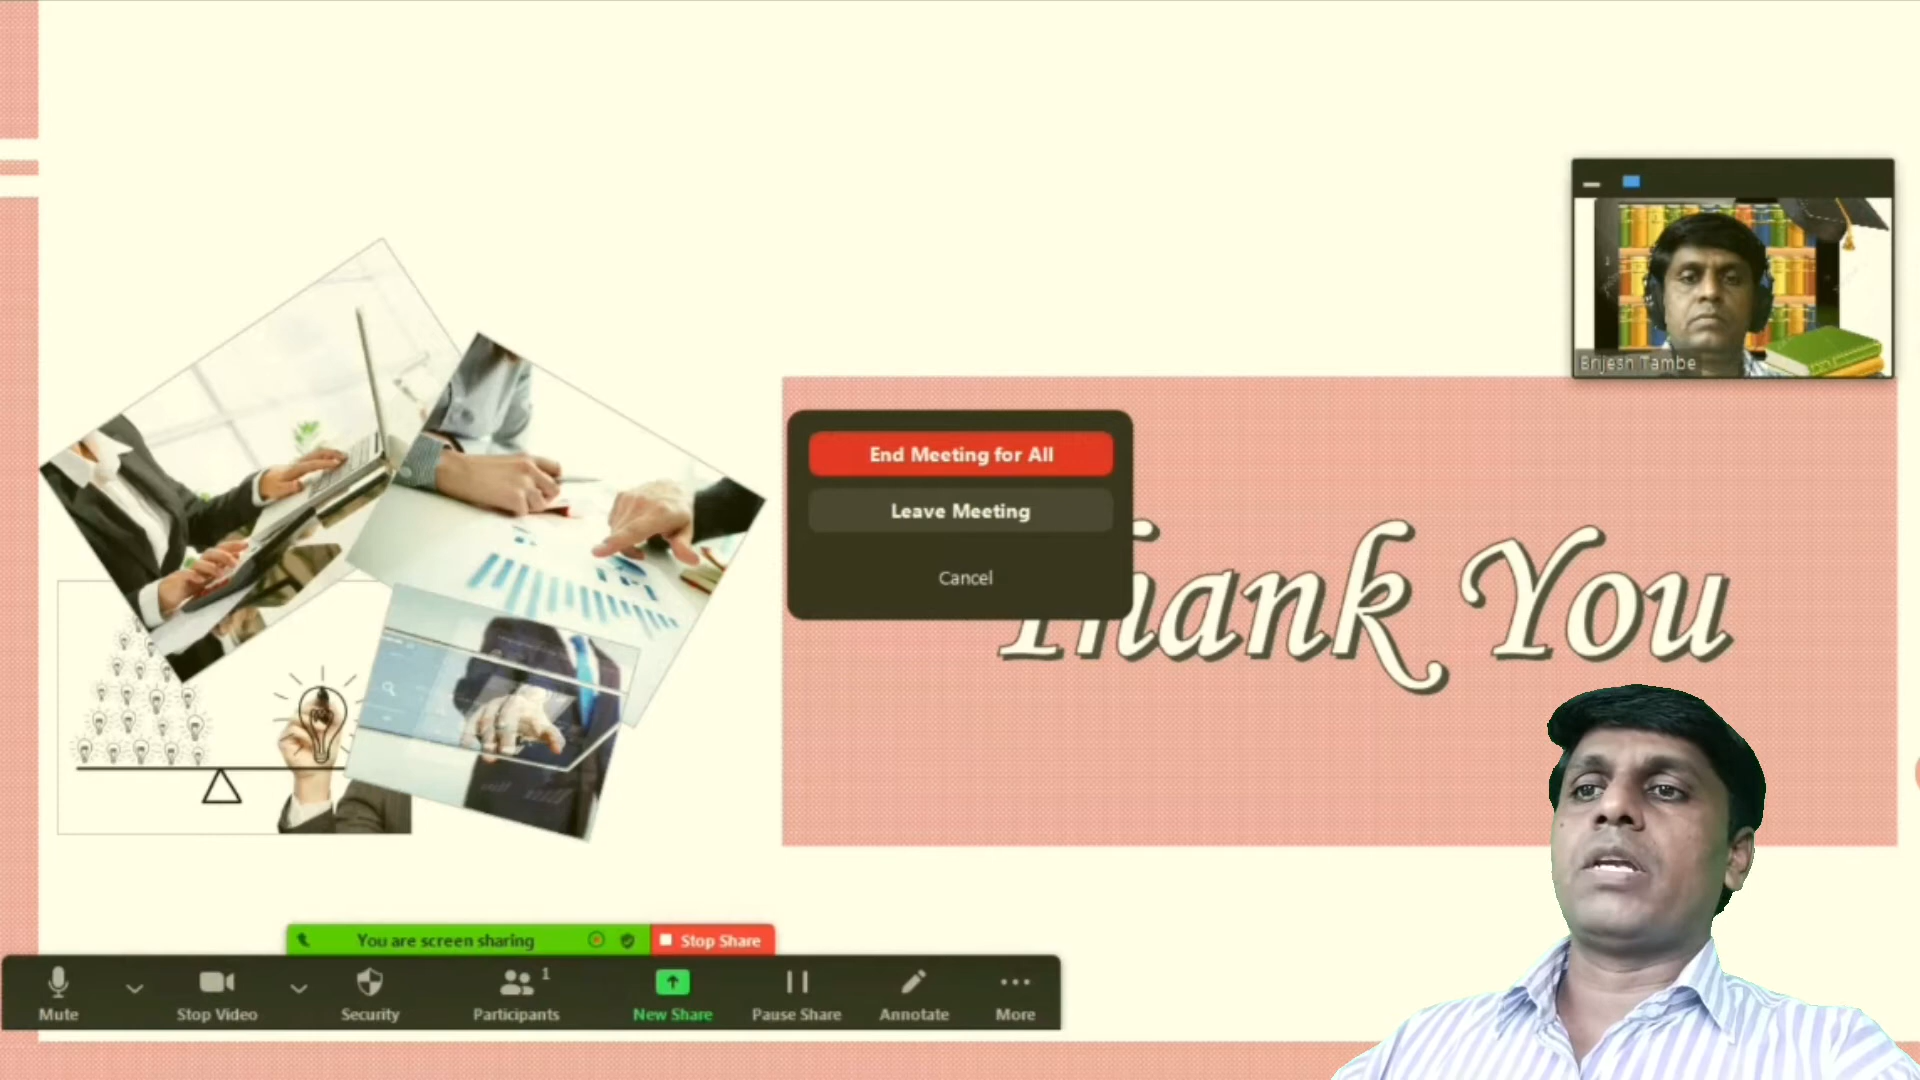 Brijesh Tambe
End Meeting for All
Leave Meeting
Cancel
Thank You
You are screen sharing
Stop Share
1
Mute
Stop Video
Security
Participants
New Share
Pause Share
Annotate
More